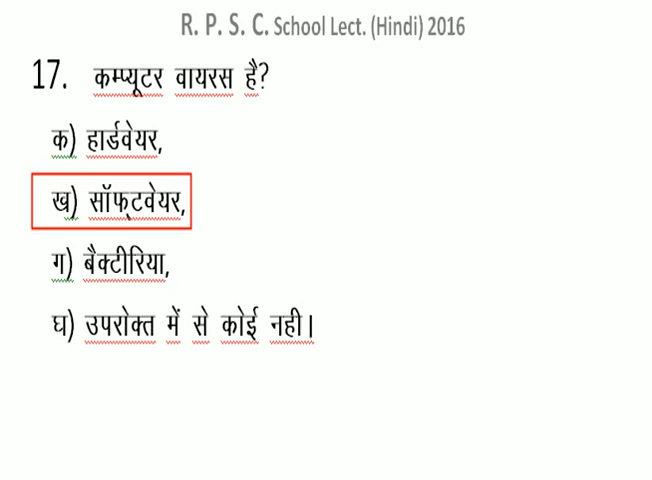 R. P. S. C. School Lect. (Hindi) 2016
17. कम्प्यूटर वायरस है?
क) हार्डवेयर,
ख) सॉफ्टवेयर,
ग) बैक्टीरिया,
घ) उपरोक्त में से कोई नही।